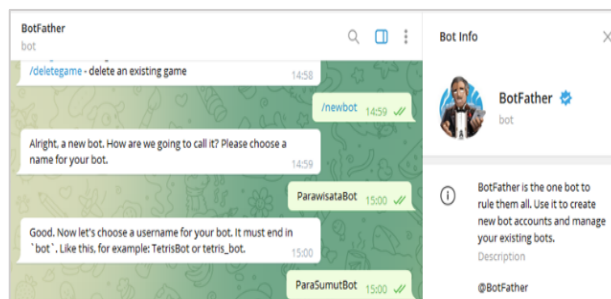 BotFather
bot
/deletegame - delete an existing game
14:58
/newbot 14:59
Alright, a new bot. How are we going to call it? Please choose a
name for your bot.
14:59
ParawisataBot 15:00
Good. Now let's choose a username for your bot. It must end in
`bot`. Like this, for example: TetrisBot or tetris_bot.
15:00
ParaSumutBot 15:00
Bot Info
BotFather
bot
BotFather is the one bot to
rule them all. Use it to create
new bot accounts and manage
your existing bots.
Description
@BotFather